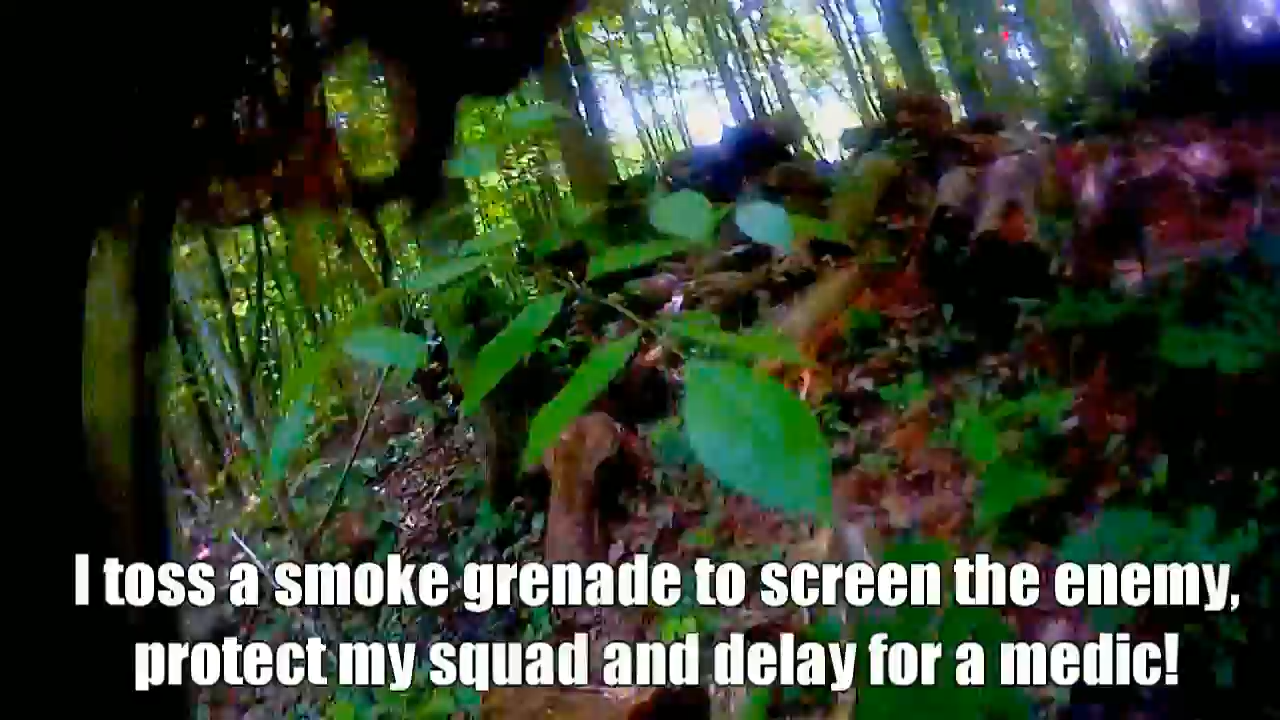 I toss a smoke grenade to screen the enemy,
protect my squad and delay for a medic!